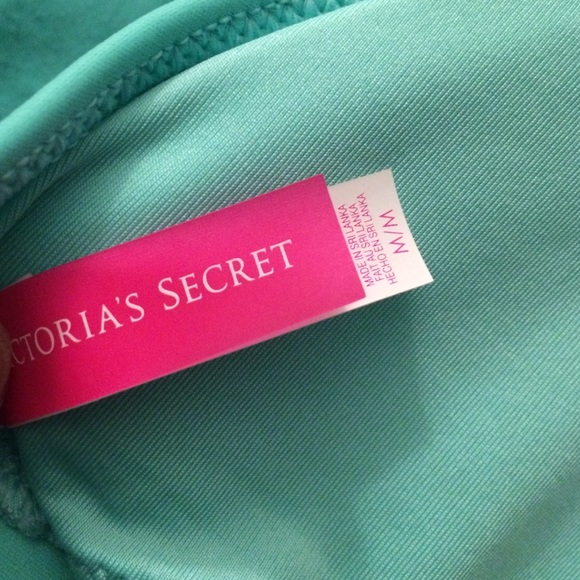 CTORIA'S SECRET
MADE IN SRI LANKA
FAIT AU SRI LANKA
HECHO EN SRI LANKA
M/M